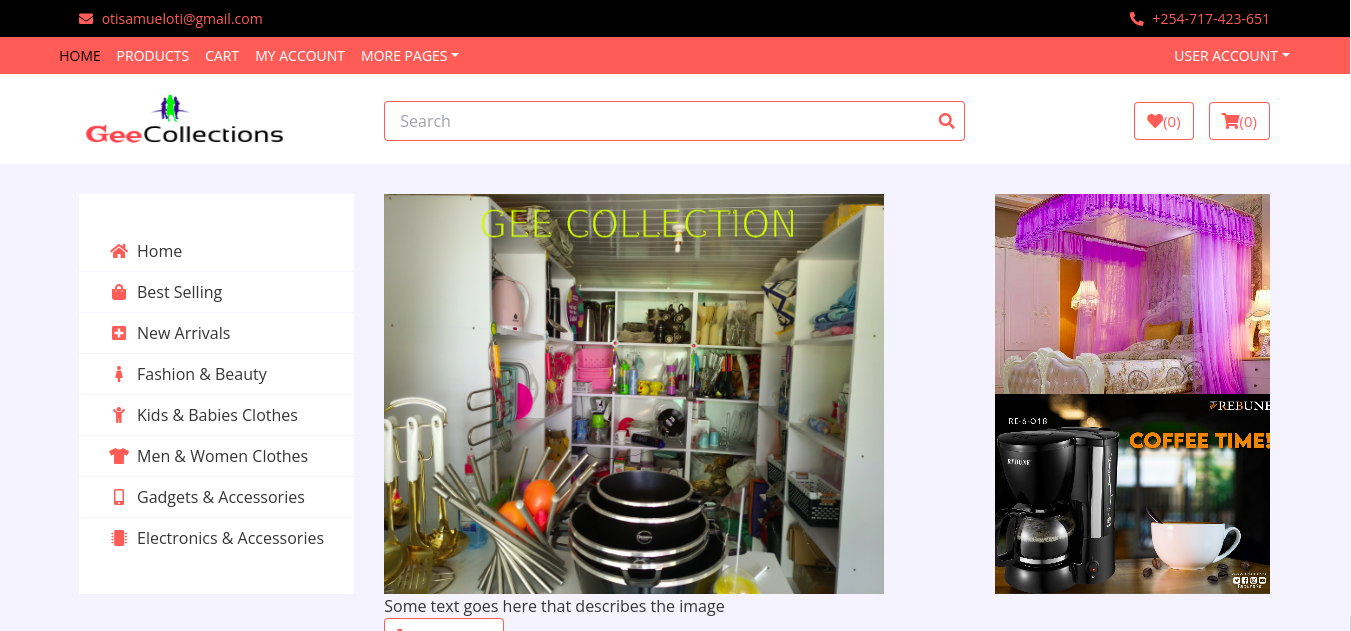 otisamueloti@gmail.com
+254-717-423-651
HOME PRODUCTS CART MY ACCOUNT MORE PAGES
USER ACCOUNT
GeeCollections
Search
(0)
(0)
Home
Best Selling
New Arrivals
Fashion & Beauty
Kids & Babies Clothes
Men & Women Clothes
Gadgets & Accessories
Electronics & Accessories
GEE COLLECTION
Some text goes here that describes the image
REBUNE
RE-6-018
COFFEE TIME!
REBUNE